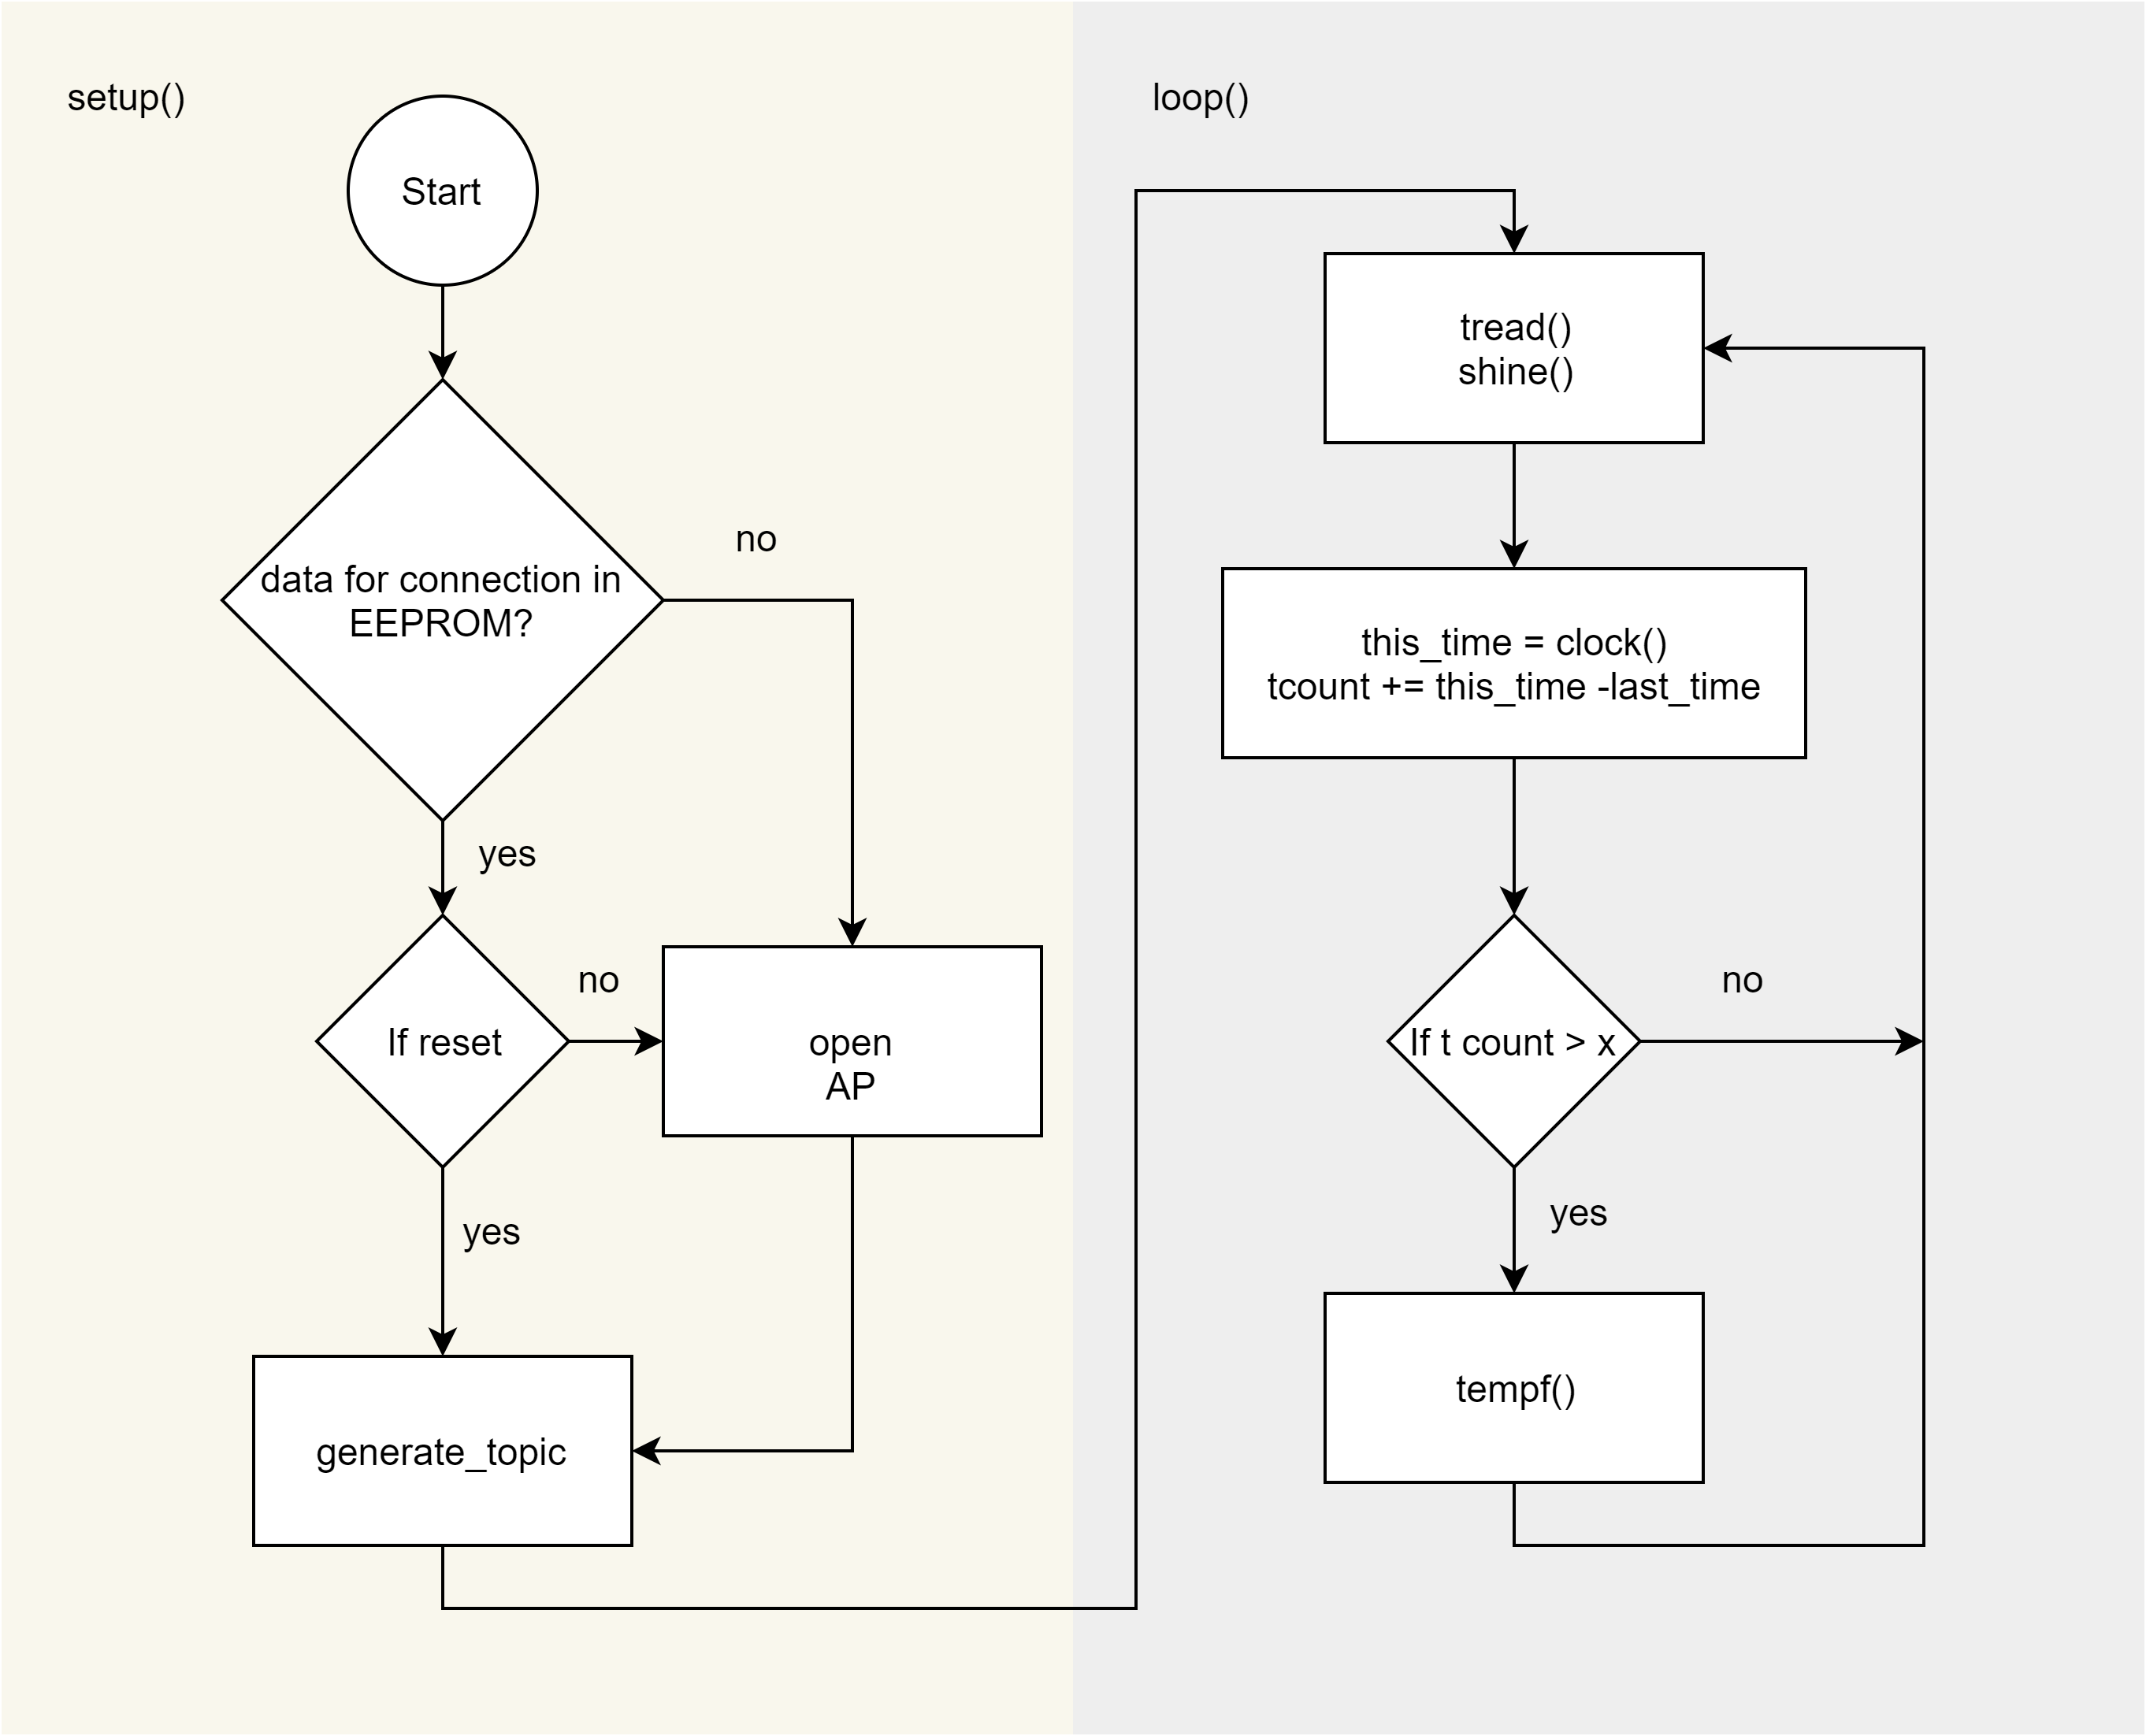 setup()
Start
data for connection in
EEPROM?
no
yes
If reset
no
open
AP
yes
generate_topic
loop()
tread()
shine()
this_time = clock()
tcount += this_time -last_time
If t count > x
no
yes
tempf()